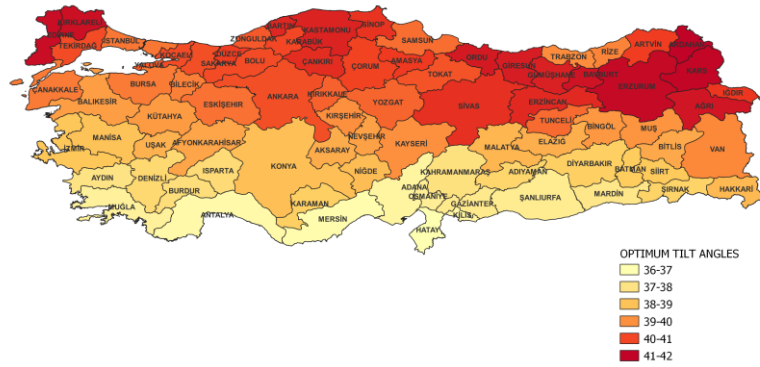 KIRKLARELİ
EDİRNE
TEKİRDAĞ
İSTANBUL
KOCAELİ
YALOVA
SAKARYA
DÜZCE
BOLU
ZONGULDAK
BARTIN
KARABÜK
KASTAMONU
SİNOP
SAMSUN
ÇANKIRI
ÇORUM
AMASYA
TOKAT
ORDU
GİRESUN
TRABZON
GÜMÜŞHANE
BAYBURT
RİZE
ARTVİN
ARDAHAN
KARS
ERZURUM
IĞDIR
AĞRI
ÇANAKKALE
BALIKESİR
BURSA
BİLECİK
ESKİŞEHİR
KÜTAHYA
ANKARA
KIRIKKALE
KIRŞEHİR
YOZGAT
SİVAS
ERZİNCAN
TUNCELİ
BİNGÖL
MUŞ
BİTLİS
VAN
MANİSA
İZMİR
UŞAK
AFYONKARAHİSAR
KONYA
AKSARAY
NEVŞEHİR
NİĞDE
KAYSERİ
MALATYA
ELAZIĞ
DİYARBAKIR
BATMAN
SİİRT
ŞIRNAK
HAKKARİ
AYDIN
DENİZLİ
ISPARTA
BURDUR
MUĞLA
ANTALYA
KARAMAN
MERSİN
ADANA
OSMANİYE
KAHRAMANMARAŞ
ADIYAMAN
GAZİANTEP
KİLİS
HATAY
ŞANLIURFA
MARDİN
OPTIMUM TILT ANGLES
36-37
37-38
38-39
39-40
40-41
41-42